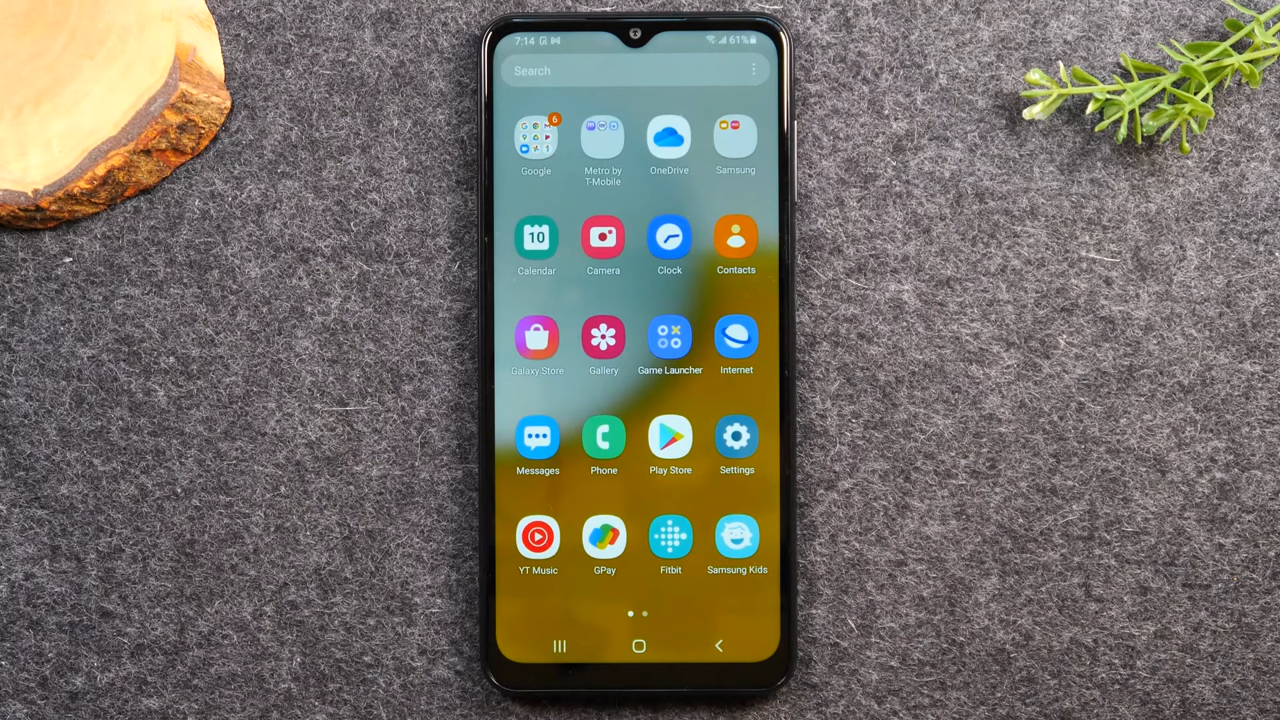 7:14
61%
Search
6
Google
Metro by
T-Mobile
OneDrive
Samsung
10
Calendar
Camera
Clock
Contacts
Galaxy Store
Gallery
Game Launcher
Internet
Messages
Phone
Play Store
Settings
YT Music
GPay
Fitbit
Samsung Kids